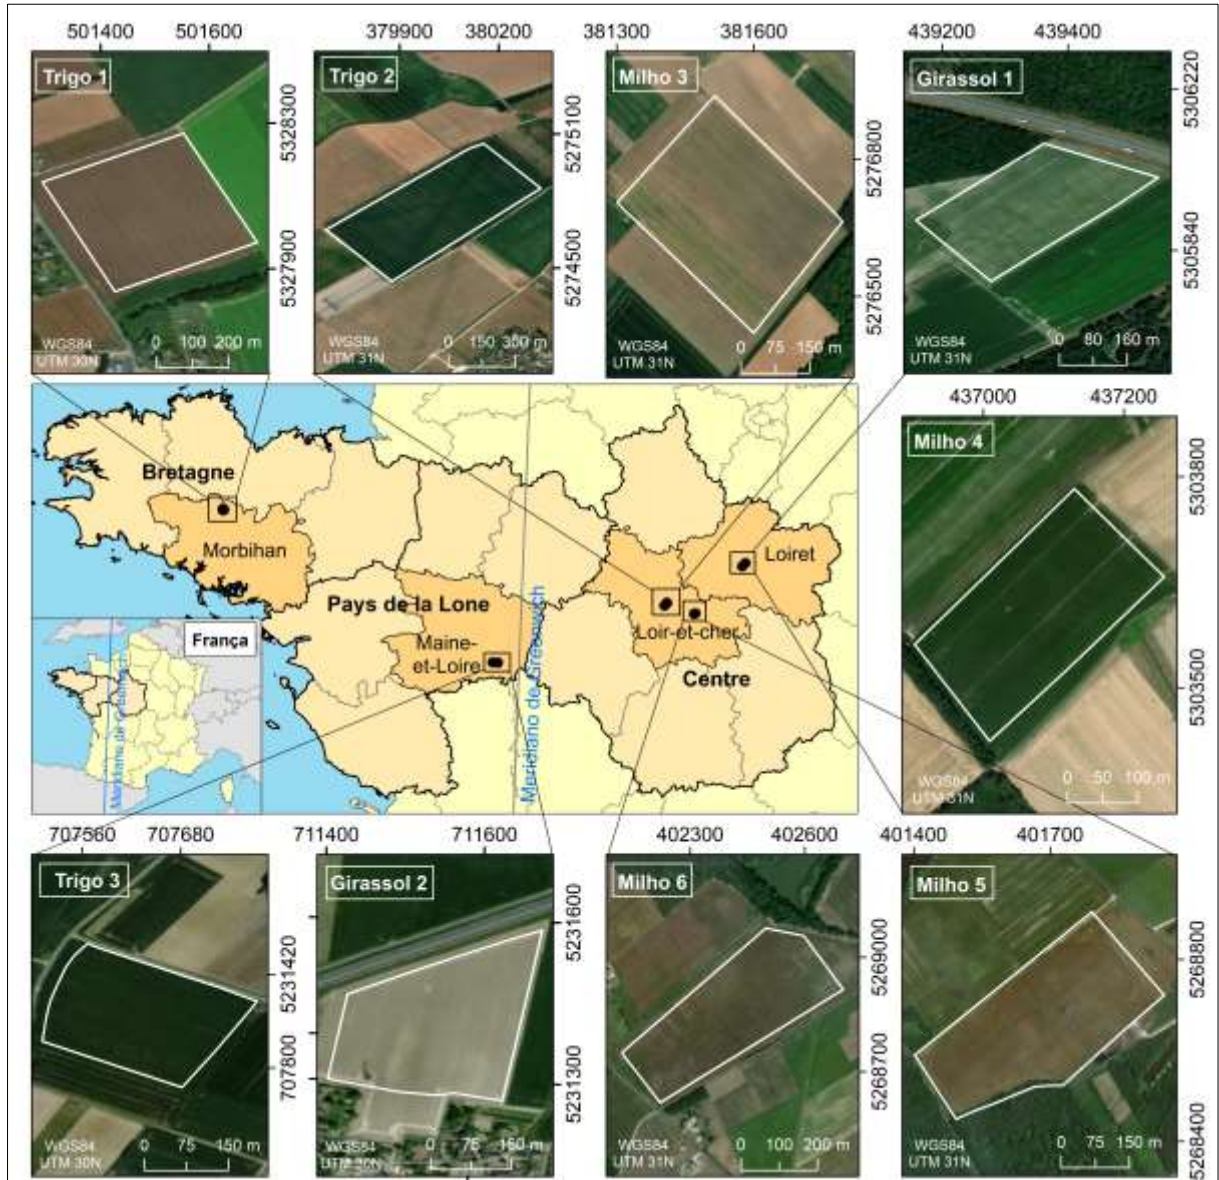 501400 501600
379900 380200
381300 381600
439200 439400
Trigo 1
5328300
5327900
WGS84
UTM 30N
0 100 200 m
Trigo 2
5275100
5274500
WGS84
UTM 31N
0 150 300 m
Milho 3
5276800
5276500
WGS84
UTM 31N
0 75 150 m
Girassol 1
5306220
5305840
WGS84
UTM 31N
0 80 160 m
437000 437200
Milho 4
5303800
5303500
WGS84
UTM 31N
0 50 100 m
Bretagne
Morbihan
Pays de la Lone
Maine-
et-Loire
Loiret
Loir-et-cher
Centre
Meridiano de Greenwich
França
Meridiano de Greenwich
707560 707680
711400 711600
402300 402600
401400 401700
Trigo 3
5231420
707800
WGS84
UTM 30N
0 75 150 m
Girassol 2
5231600
5231300
WGS84
UTM 30N
0 75 150 m
Milho 6
5269000
5268700
WGS84
UTM 31N
0 100 200 m
Milho 5
5268800
5268400
WGS84
UTM 31N
0 75 150 m